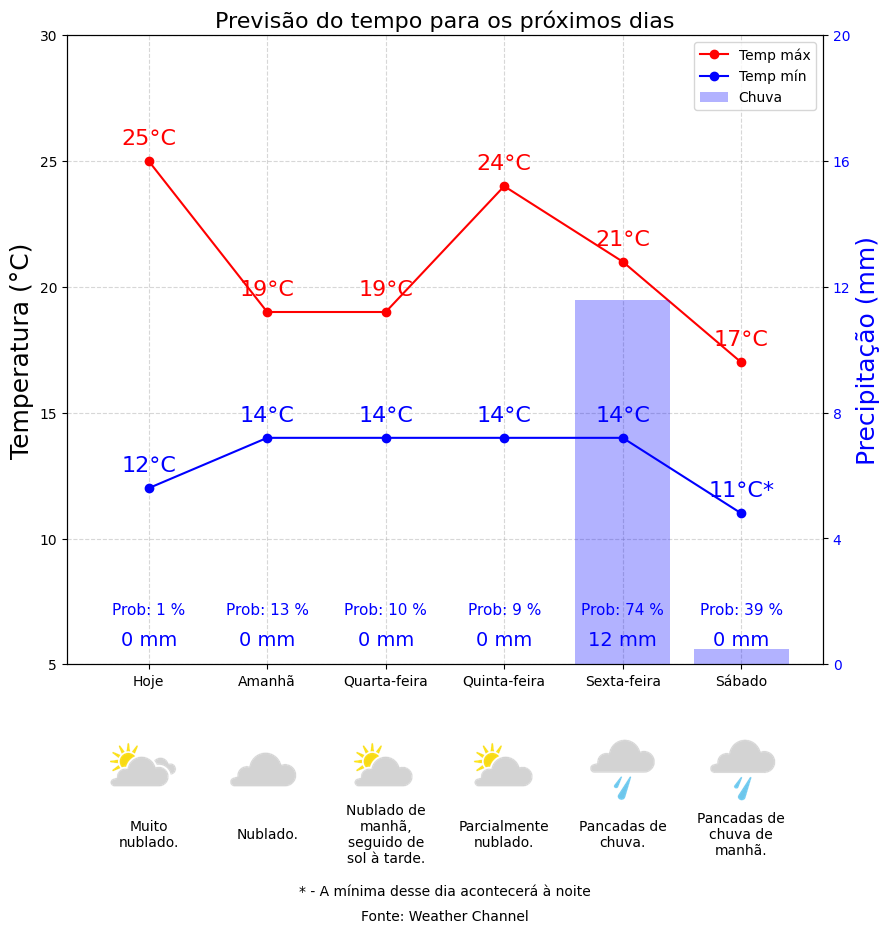 Previsão do tempo para os próximos dias
Temperatura (°C)
Precipitação (mm)
30
25
20
15
10
5
20
16
12
8
4
0
Temp máx
Temp mín
Chuva
25°C
19°C
19°C
24°C
21°C
17°C
12°C
14°C
14°C
14°C
14°C
11°C*
Prob: 1 %
Prob: 13 %
Prob: 10 %
Prob: 9 %
Prob: 74 %
Prob: 39 %
0 mm
0 mm
0 mm
0 mm
12 mm
0 mm
Hoje
Amanhã
Quarta-feira
Quinta-feira
Sexta-feira
Sábado
Muito
nublado.
Nublado.
Nublado de
manhã,
seguido de
sol à tarde.
Parcialmente
nublado.
Pancadas de
chuva.
Pancadas de
chuva de
manhã.
* - A mínima desse dia acontecerá à noite
Fonte: Weather Channel